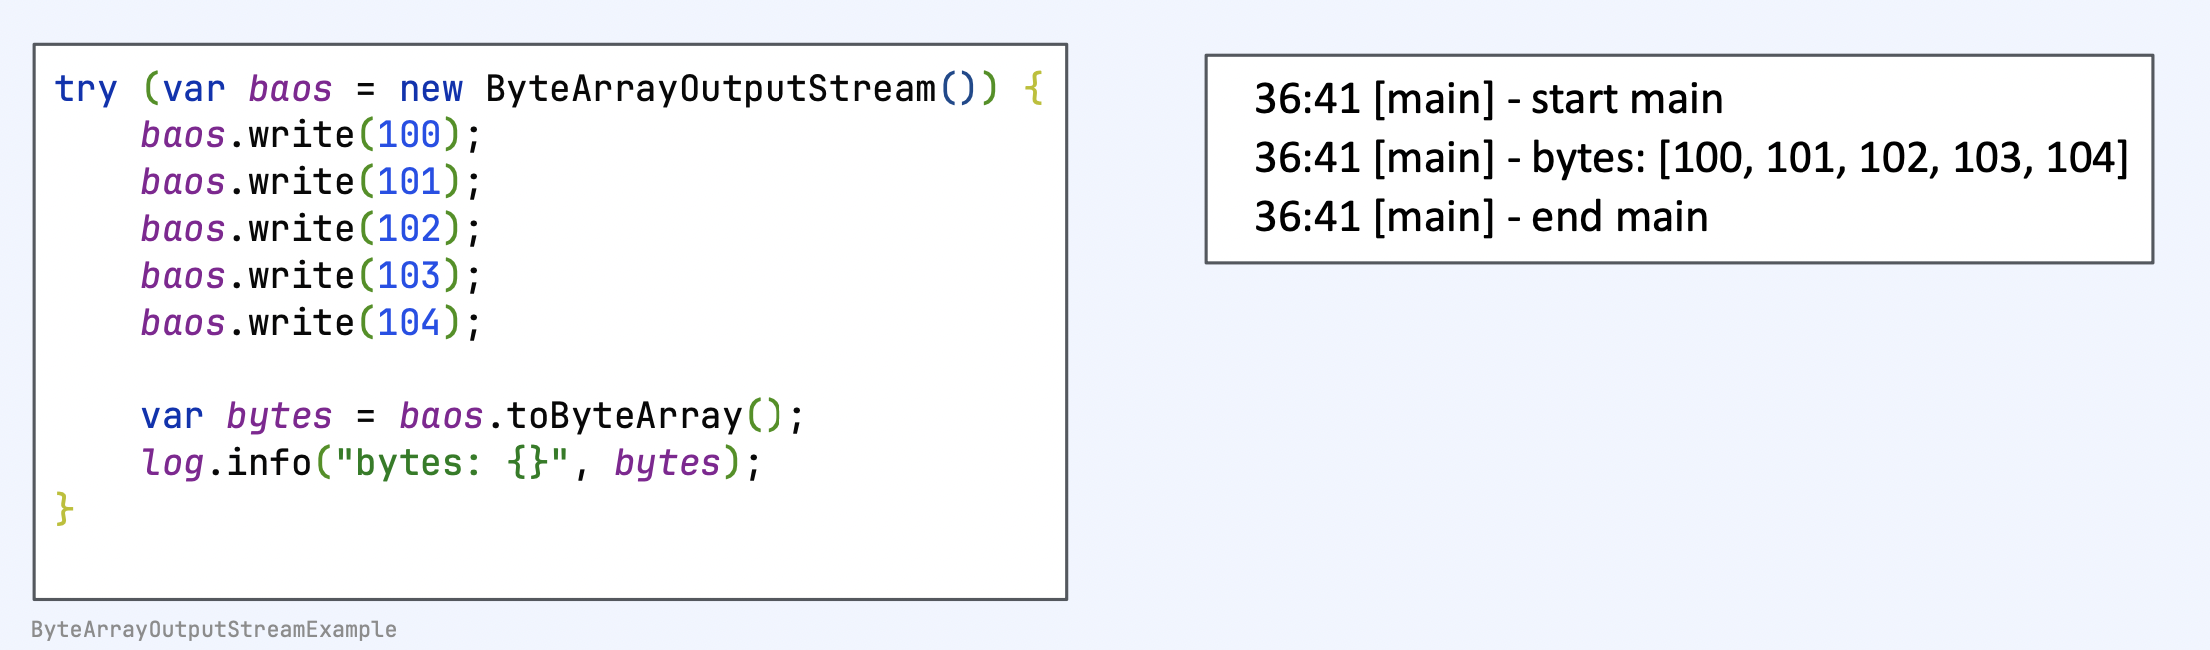 try (var baos = new ByteArrayOutputStream()) {
    baos.write(100);
    baos.write(101);
    baos.write(102);
    baos.write(103);
    baos.write(104);

    var bytes = baos.toByteArray();
    log.info("bytes: {}", bytes);
}
ByteArrayOutputStreamExample
36:41 [main] - start main
36:41 [main] - bytes: [100, 101, 102, 103, 104]
36:41 [main] - end main